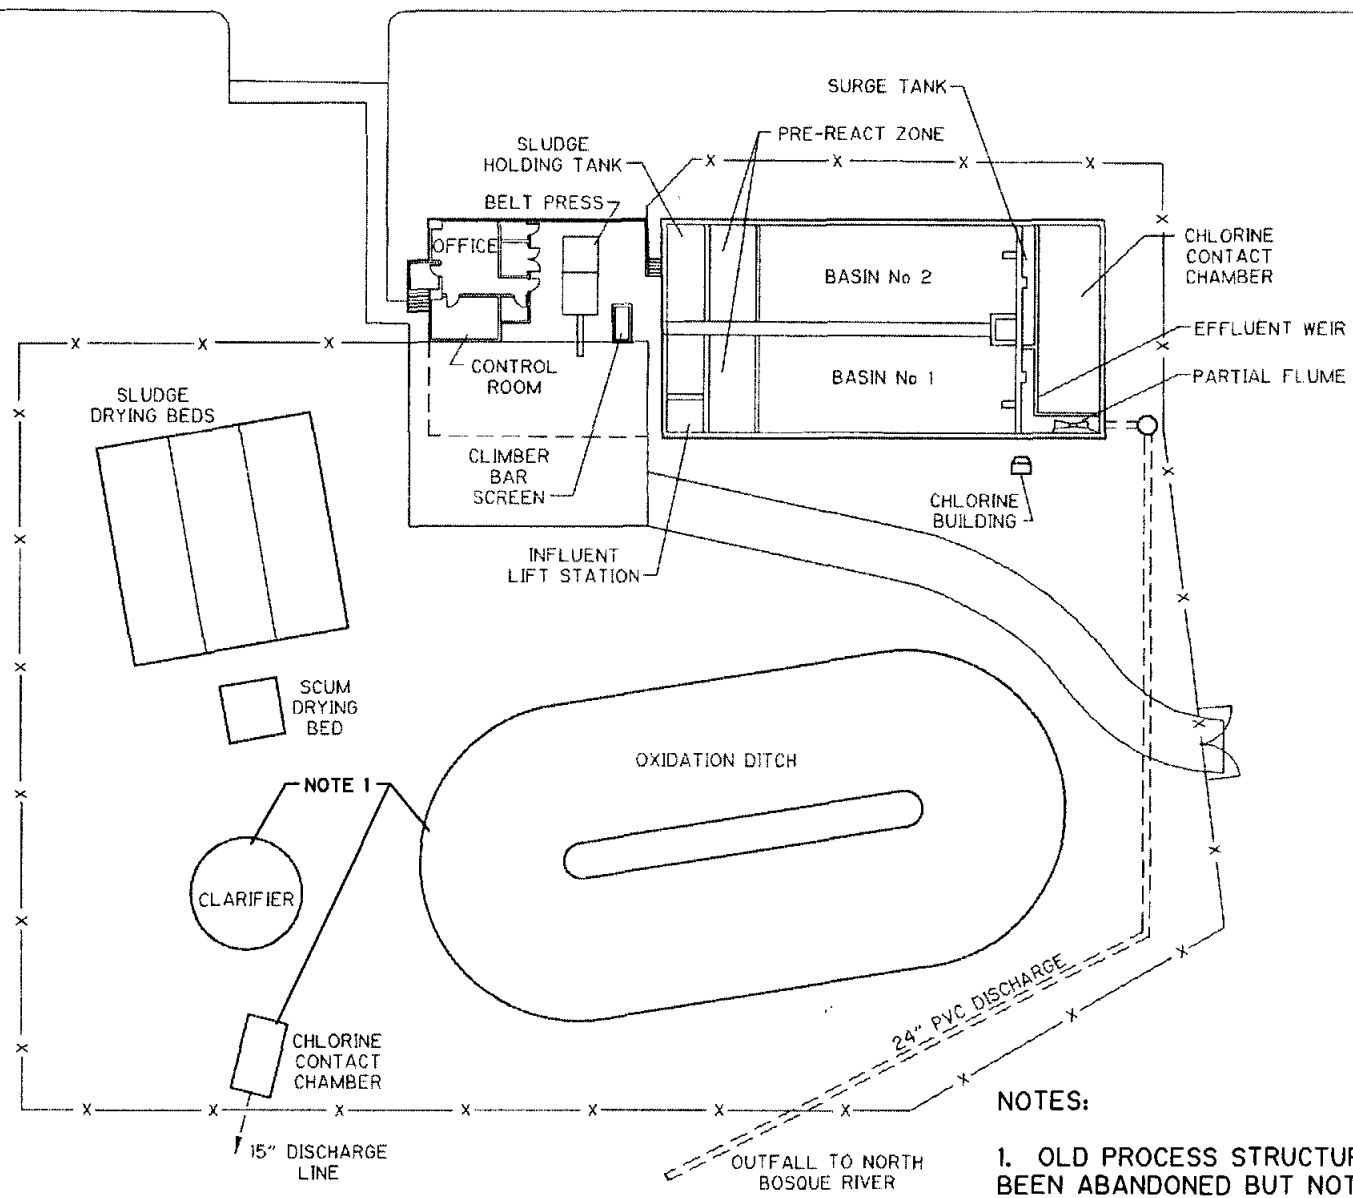 SURGE TANK
PRE-REACT ZONE
SLUDGE
HOLDING TANK
BELT PRESS
OFFICE
BASIN No 2
CHLORINE
CONTACT
CHAMBER
EFFLUENT WEIR
CONTROL
ROOM
BASIN No 1
PARTIAL FLUME
SLUDGE
DRYING BEDS
CLIMBER
BAR
SCREEN
CHLORINE
BUILDING
INFLUENT
LIFT STATION
SCUM
DRYING
BED
OXIDATION DITCH
NOTE 1
CLARIFIER
24" PVC DISCHARGE
CHLORINE
CONTACT
CHAMBER
15" DISCHARGE
LINE
OUTFALL TO NORTH
BOSQUE RIVER
NOTES:
1. OLD PROCESS STRUCTUR
BEEN ABANDONED BUT NOT